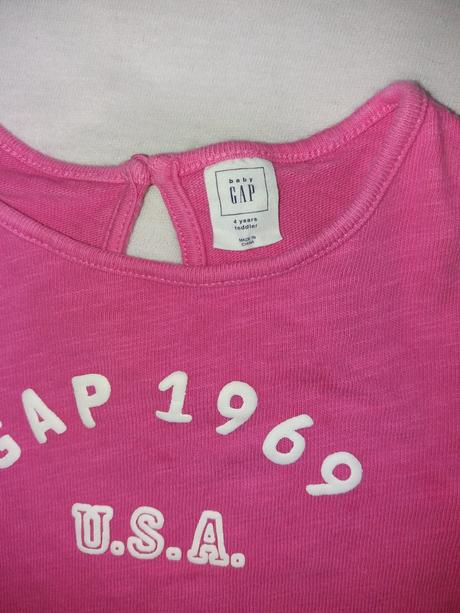 baby
GAP
4 years
toddler
MADE IN
CHINA
GAP 1969
U.S.A.